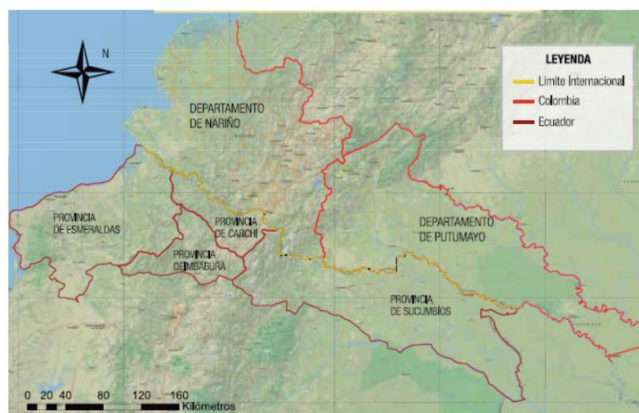 N
LEYENDA
Límite Internacional
Colombia
Ecuador
DEPARTAMENTO
DE NARIÑO
PROVINCIA
DE ESMERALDAS
PROVINCIA
DE CARCHI
PROVINCIA
DE IMBABURA
DEPARTAMENTO
DE PUTUMAYO
PROVINCIA
DE SUCUMBÍOS
0 20 40 80 120 160
Kilómetros